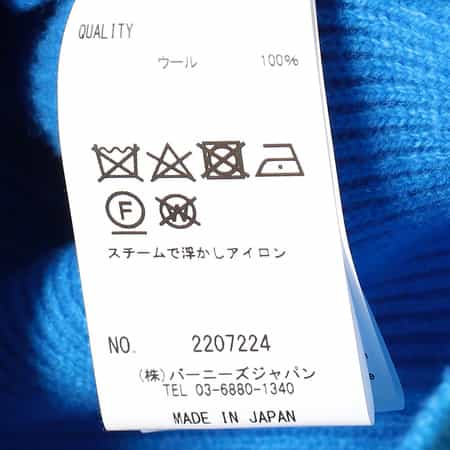 QUALITY
ウール 100%
F W
スチームで浮かしアイロン
NO. 2207224
(株)バーニーズジャパン
TEL 03-6880-1340
MADE IN JAPAN